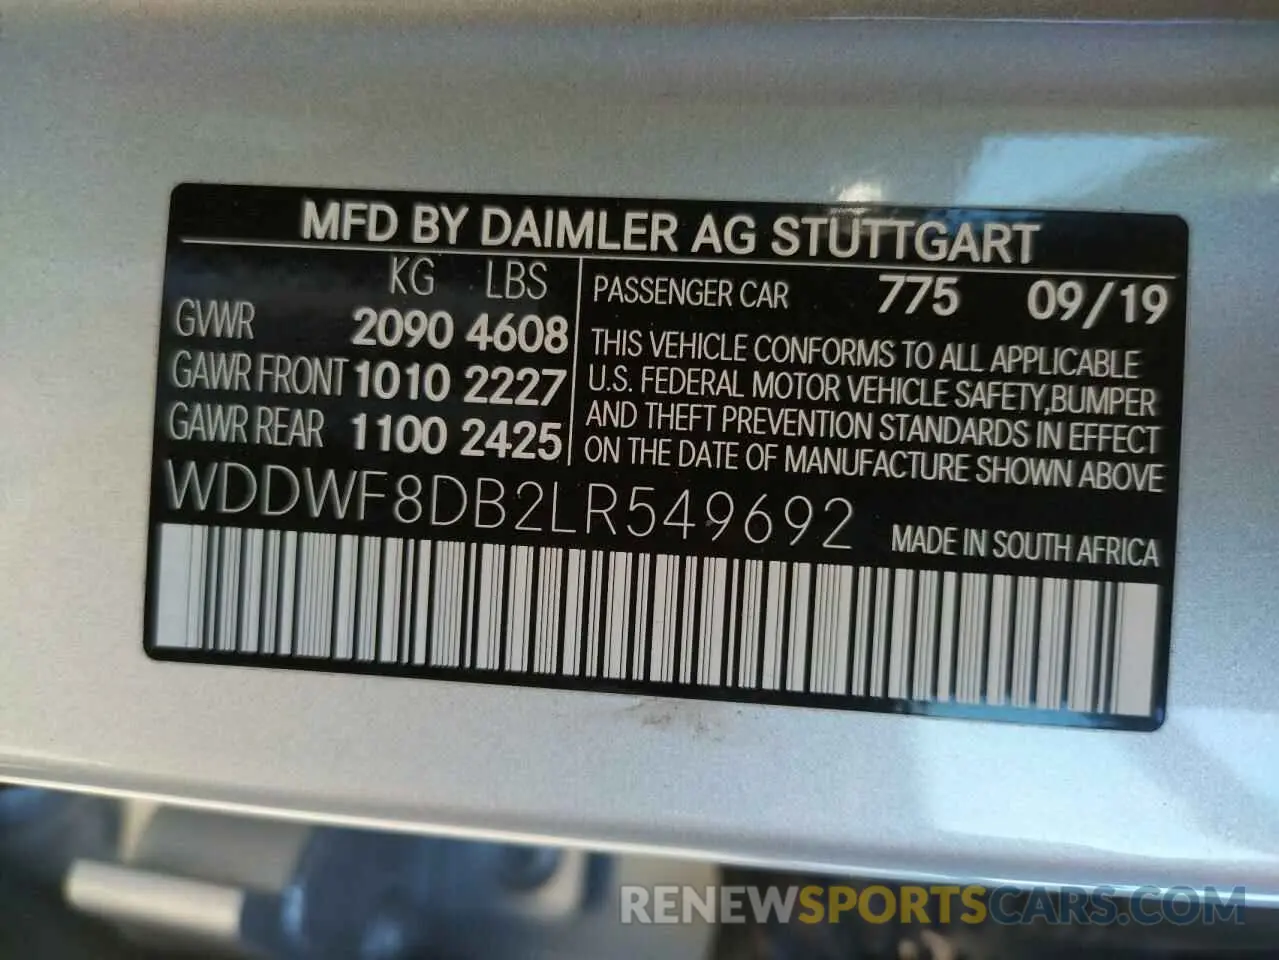 MFD BY DAIMLER AG STUTTGART
KG LBS
GVWR 2090 4608
GAWR FRONT 1010 2227
GAWR REAR 1100 2425
PASSENGER CAR 775 09/19
THIS VEHICLE CONFORMS TO ALL APPLICABLE
U.S. FEDERAL MOTOR VEHICLE SAFETY,BUMPER
AND THEFT PREVENTION STANDARDS IN EFFECT
ON THE DATE OF MANUFACTURE SHOWN ABOVE
WDDWF8DB2LR549692
MADE IN SOUTH AFRICA
RENEWSPORTSCARS.COM